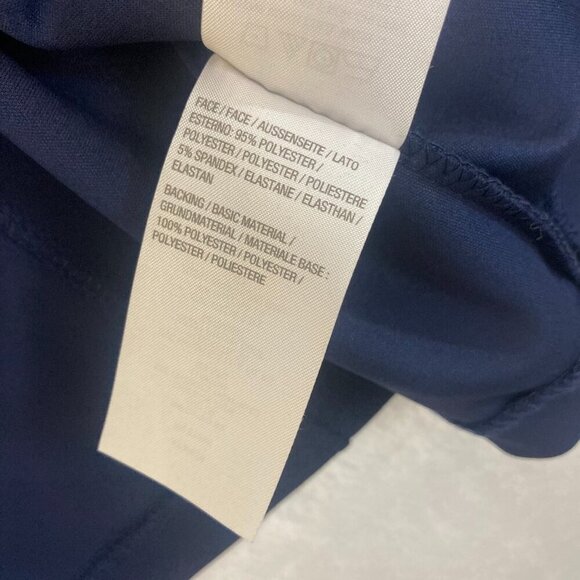 FACE / FACE / AUSSENSEITE / LATO
ESTERNO: 95% POLYESTER /
POLYESTER / POLYESTER / POLIESTERE
5% SPANDEX / ELASTANE / ELASTHAN /
ELASTAN
BACKING / BASIC MATERIAL /
GRUNDMATERIAL / MATERIALE BASE :
100% POLYESTER / POLYESTER /
POLYESTER / POLIESTERE